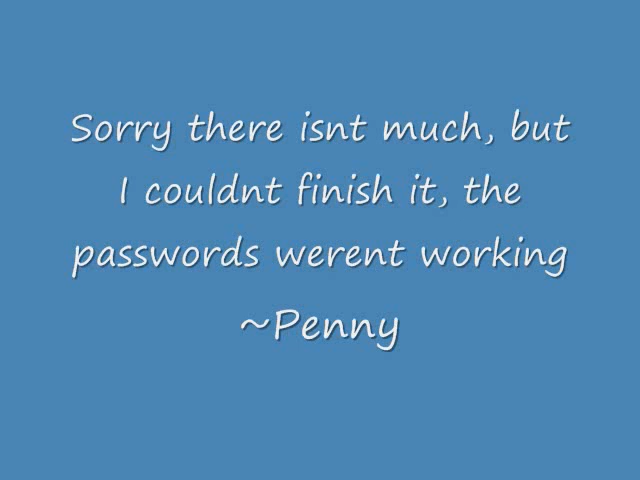 Sorry there isnt much, but
I couldnt finish it, the
passwords werent working
~Penny